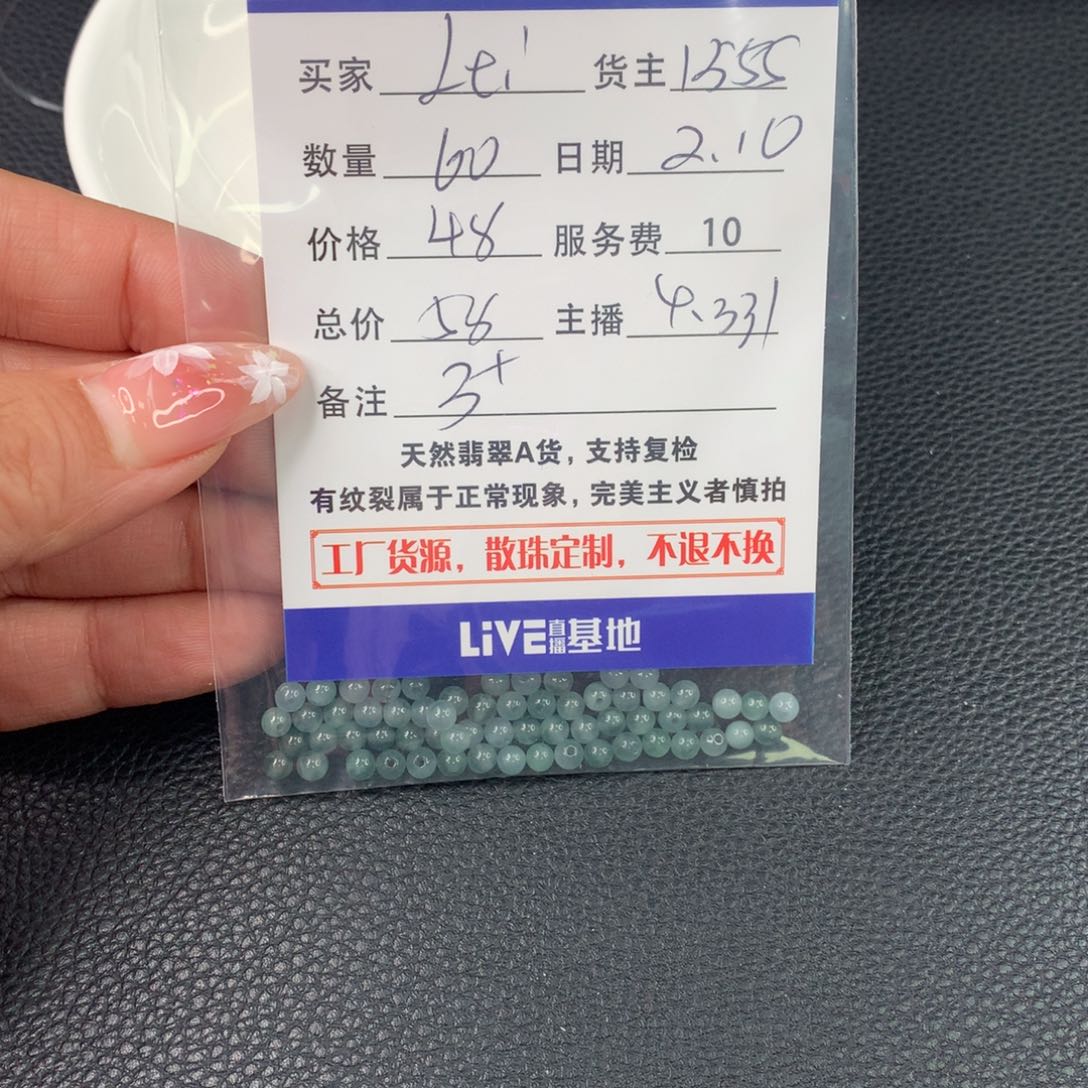 买家 Lei 货主 1355
数量 60 日期 2.10
价格 48 服务费 10
总价 58 主播 4.331
备注 3+
天然翡翠A货，支持复检
有纹裂属于正常现象，完美主义者慎拍
工厂货源，散珠定制，不退不换
LiVE直播基地